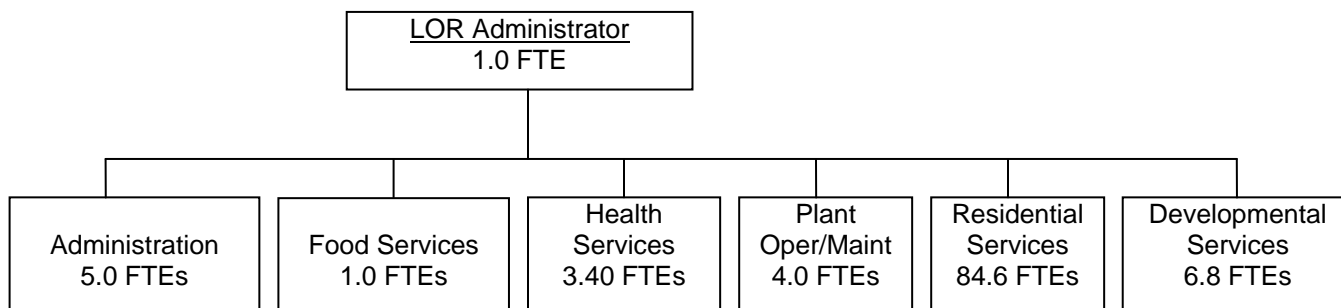 LOR Administrator
1.0 FTE
Administration
5.0 FTEs
Food Services
1.0 FTEs
Health
Services
3.40 FTEs
Plant
Oper/Maint
4.0 FTEs
Residential
Services
84.6 FTEs
Developmental
Services
6.8 FTEs